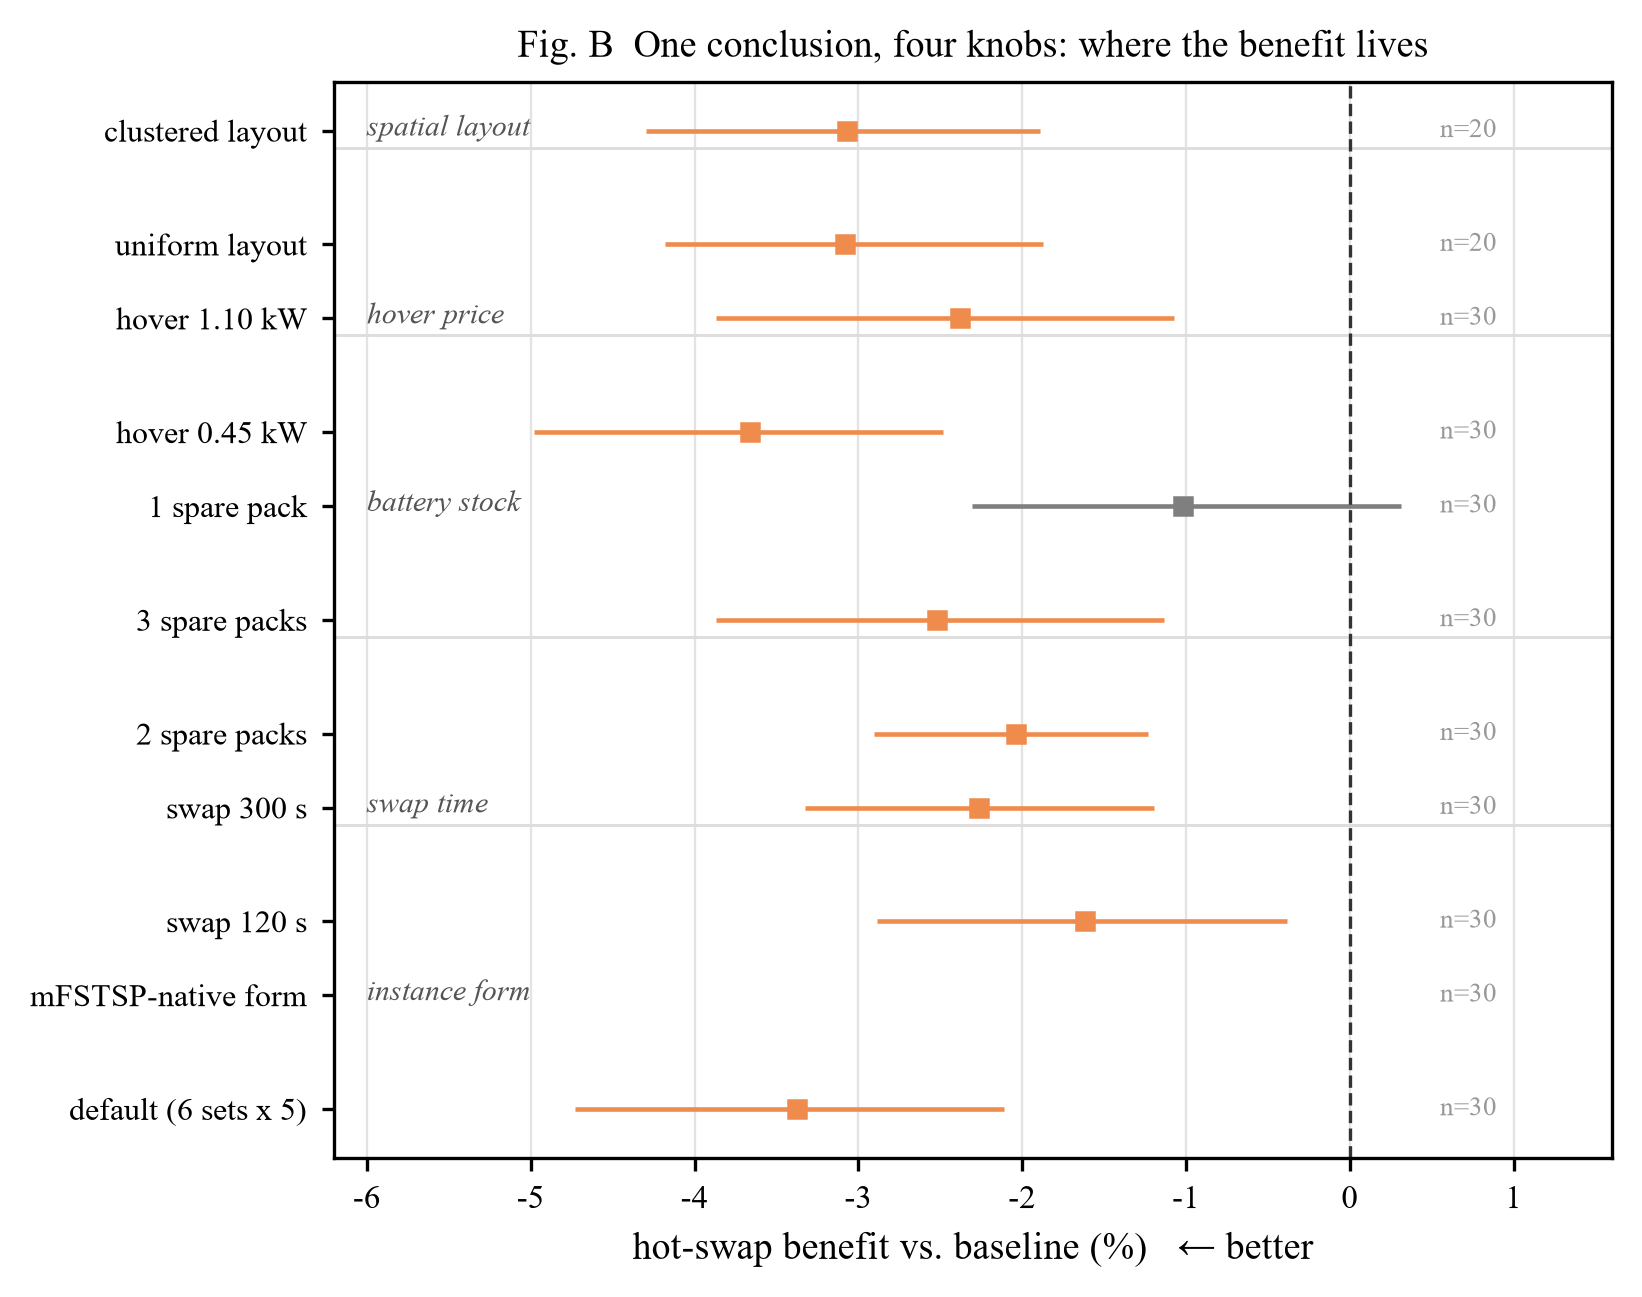 Fig. B  One conclusion, four knobs: where the benefit lives
clustered layout spatial layout n=20
uniform layout n=20
hover 1.10 kW hover price n=30
hover 0.45 kW n=30
1 spare pack battery stock n=30
3 spare packs n=30
2 spare packs n=30
swap 300 s swap time n=30
swap 120 s n=30
mFSTSP-native form instance form n=30
default (6 sets x 5) n=30
-6 -5 -4 -3 -2 -1 0 1
hot-swap benefit vs. baseline (%) ← better